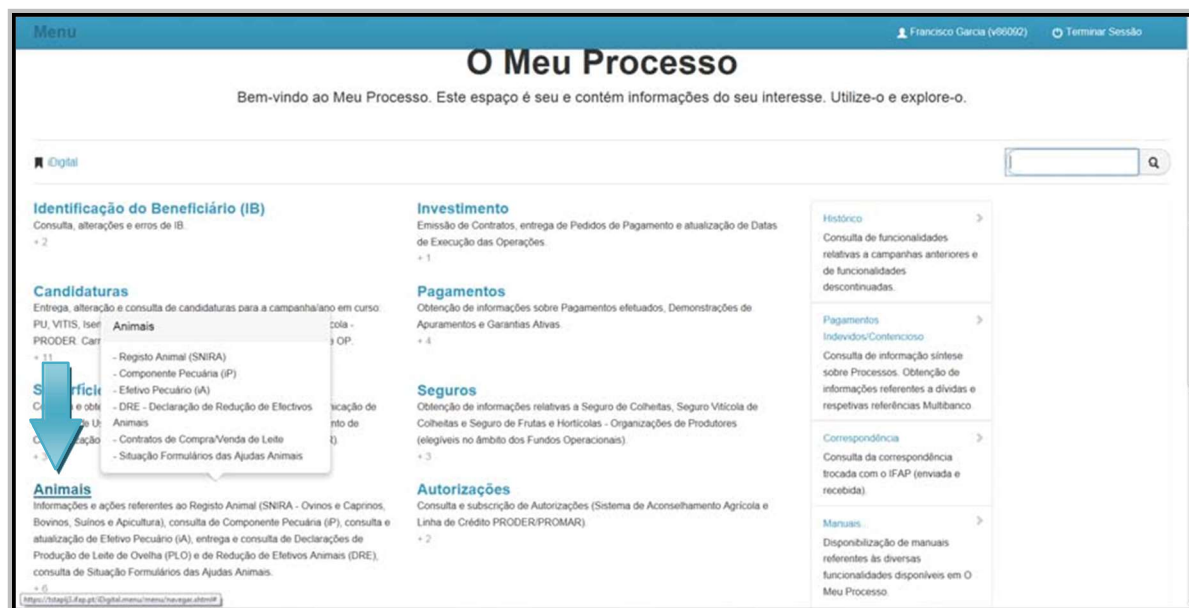 Menu
Francisco Garcia (v86092)
Terminar Sessão
O Meu Processo
Bem-vindo ao Meu Processo. Este espaço é seu e contém informações do seu interesse. Utilize-o e explore-o.
iDigital
Identificação do Beneficiário (IB)
Consulta, alterações e erros de IB.
+ 2
Investimento
Emissão de Contratos, entrega de Pedidos de Pagamento e atualização de Datas
de Execução das Operações.
+ 1
Candidaturas
Entrega, alteração e consulta de candidaturas para a campanha/ano em curso:
PU, VITIS,
PRODER.
OP.
+ 11
Pagamentos
Obtenção de informações sobre Pagamentos efetuados, Demonstrações de
Apuramentos e Garantias Ativas.
+ 4
Animais
- Registo Animal (SNIRA)
- Componente Pecuária (iP)
- Efetivo Pecuário (iA)
- DRE - Declaração de Redução de Efectivos
Animais
- Contratos de Compra/Venda de Leite
- Situação Formulários das Ajudas Animais
Seguros
Obtenção de informações relativas a Seguro de Colheitas, Seguro Vitícola de
Colheitas e Seguro de Frutas e Hortícolas - Organizações de Produtores
(elegíveis no âmbito dos Fundos Operacionais).
+ 3
Animais
Informações e ações referentes ao Registo Animal (SNIRA - Ovinos e Caprinos,
Bovinos, Suínos e Apicultura), consulta de Componente Pecuária (iP), consulta e
atualização de Efetivo Pecuário (iA), entrega e consulta de Declarações de
Produção de Leite de Ovelha (PLO) e de Redução de Efetivos Animais (DRE),
consulta de Situação Formulários das Ajudas Animais.
+ 6
Autorizações
Consulta e subscrição de Autorizações (Sistema de Aconselhamento Agrícola e
Linha de Crédito PRODER/PROMAR).
+ 2
Histórico
Consulta de funcionalidades
relativas a campanhas anteriores e
de funcionalidades
descontinuadas.
Pagamentos
Indevidos/Contencioso
Consulta de informação síntese
sobre Processos. Obtenção de
informações referentes a dívidas e
respetivas referências Multibanco.
Correspondência
Consulta da correspondência
trocada com o IFAP (enviada e
recebida).
Manuais
Disponibilização de manuais
referentes às diversas
funcionalidades disponíveis em O
Meu Processo.